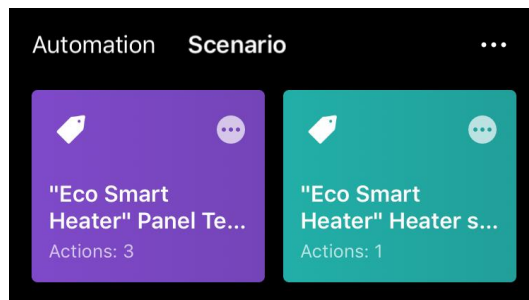 Automation Scenario
"Eco Smart
Heater" Panel Te...
Actions: 3
"Eco Smart
Heater" Heater s...
Actions: 1